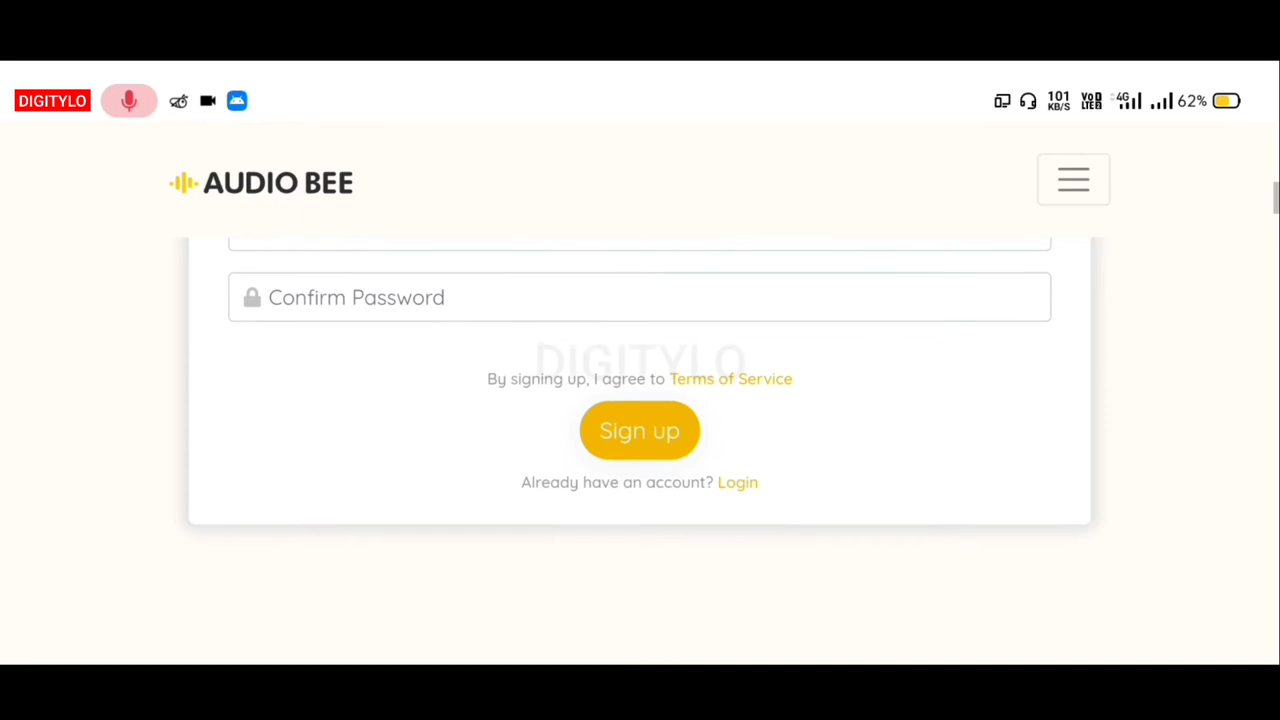 DIGITYLO
101
KB/S
Vo
LTE
4G
62%
AUDIO BEE
Confirm Password
DIGITYLO
By signing up, I agree to Terms of Service
Sign up
Already have an account? Login